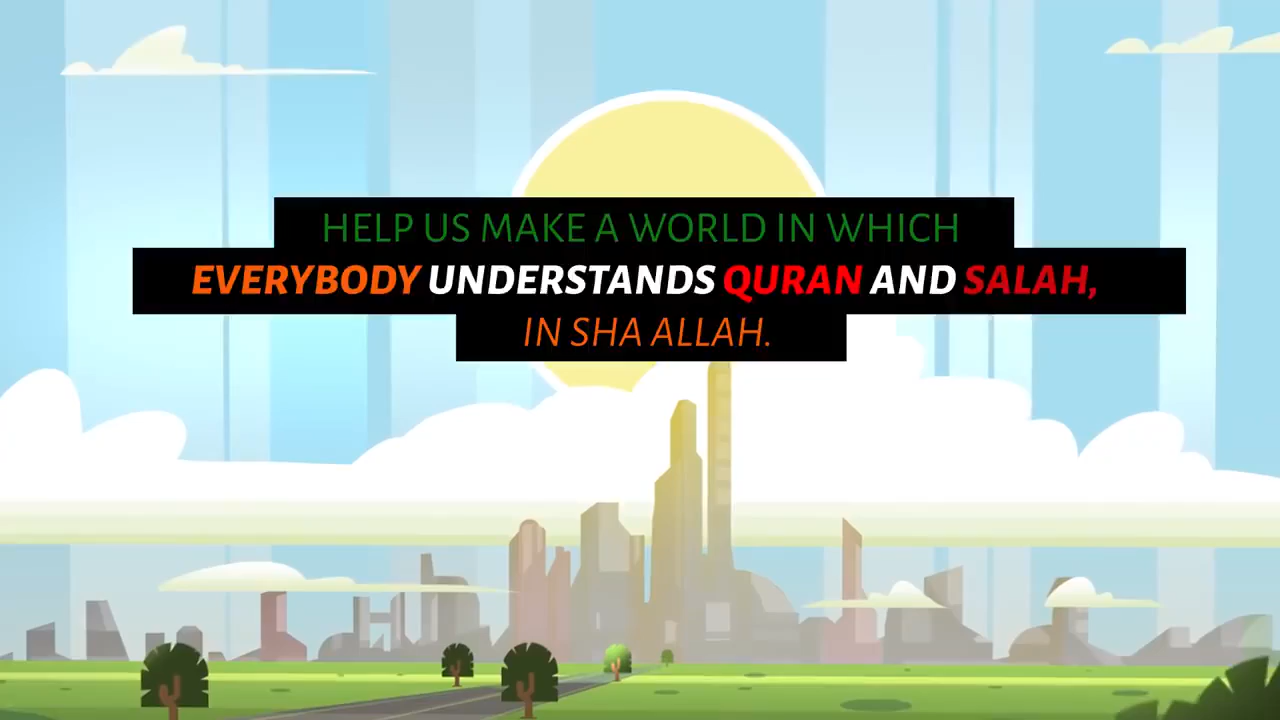 HELP US MAKE A WORLD IN WHICH
EVERYBODY UNDERSTANDS QURAN AND SALAH,
IN SHA ALLAH.